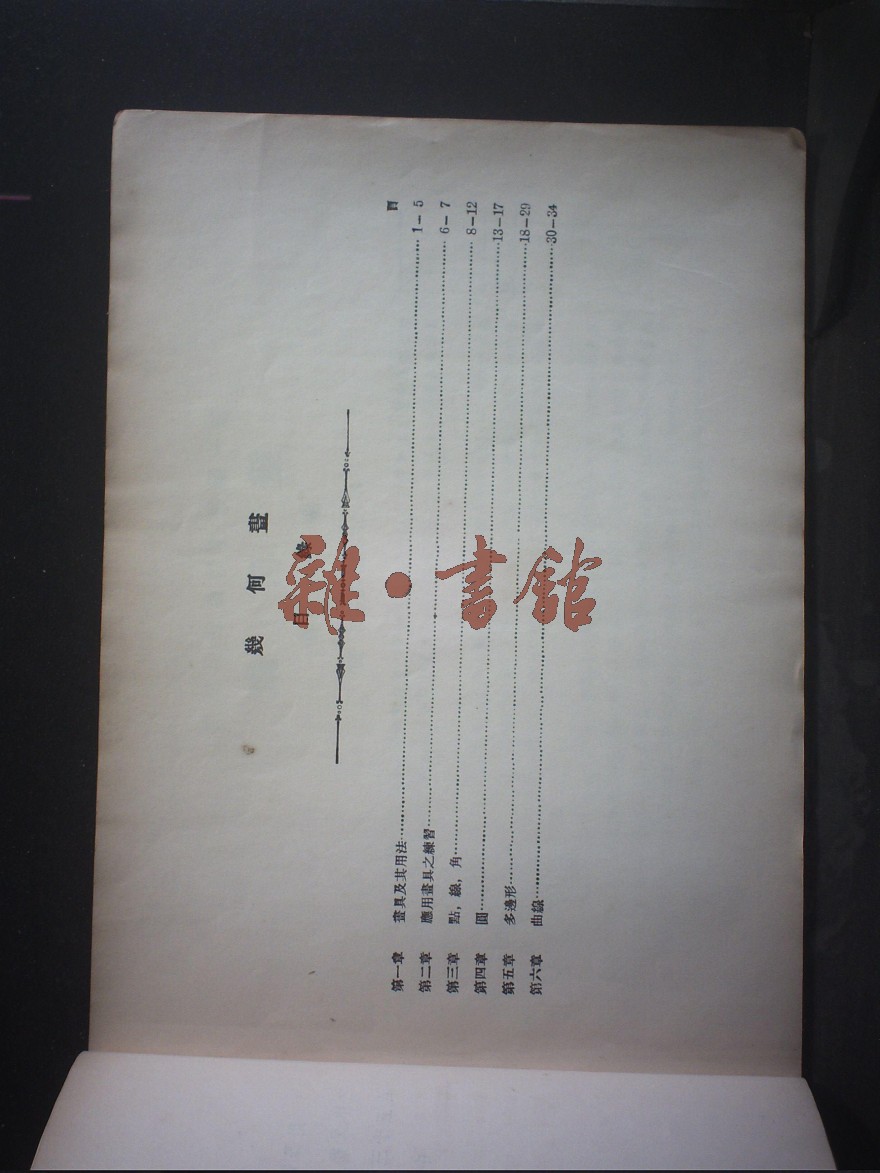 幾何畫
目錄
頁
第一章 畫具及其用法……1－5
第二章 應用畫具之練習……6－7
第三章 點，線，角……8－12
第四章 圓……13－17
第五章 多邊形……18－29
第六章 曲線……30－34
雜·書館